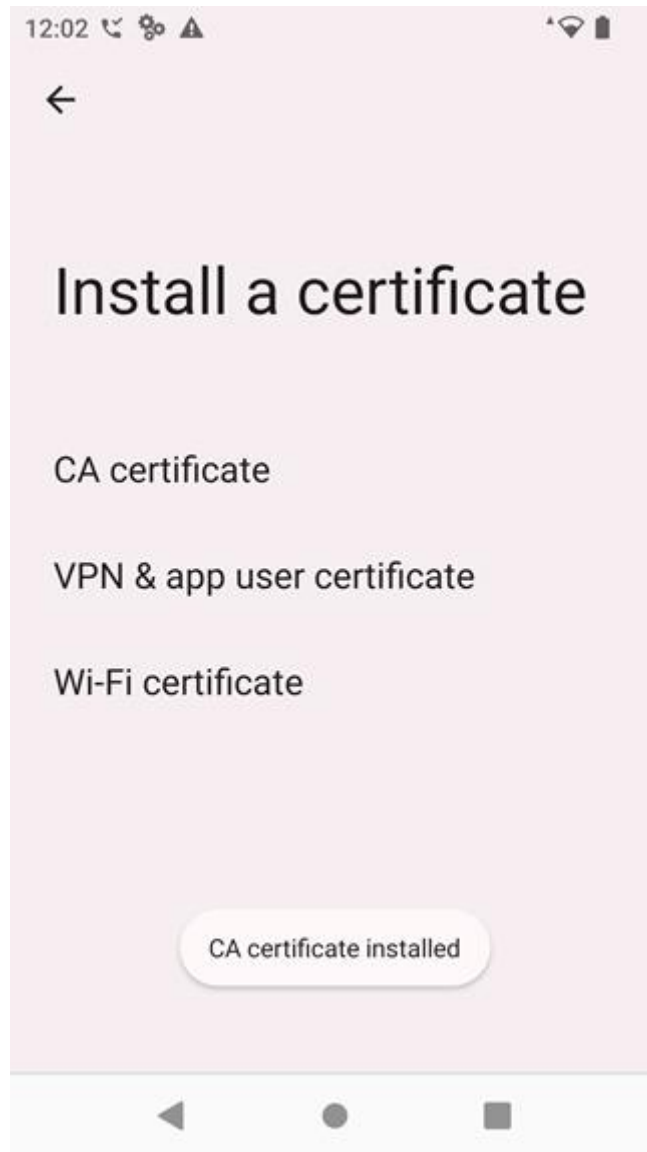 12:02
Install a certificate
CA certificate
VPN & app user certificate
Wi-Fi certificate
CA certificate installed